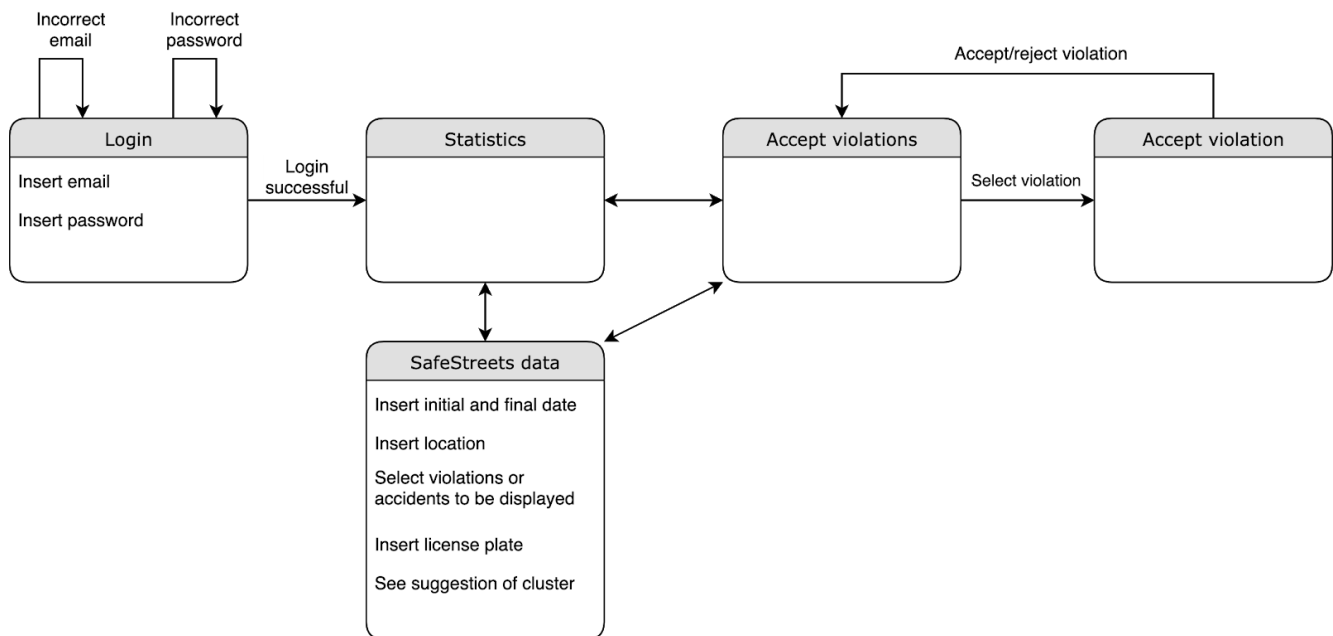 Incorrect
email
Incorrect
password
Accept/reject violation
Login
Statistics
Accept violations
Accept violation
Insert email
Insert password
Login
successful
Select violation
SafeStreets data
Insert initial and final date
Insert location
Select violations or
accidents to be displayed
Insert license plate
See suggestion of cluster